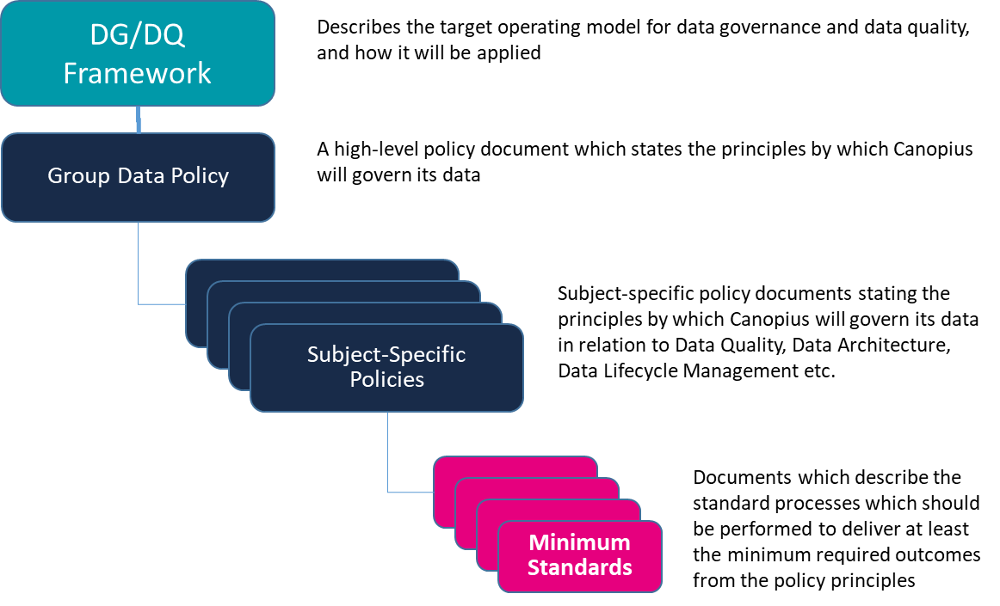 DG/DQ
Framework
Describes the target operating model for data governance and data quality,
and how it will be applied
Group Data Policy
A high-level policy document which states the principles by which Canopius
will govern its data
Subject-Specific
Policies
Subject-specific policy documents stating the
principles by which Canopius will govern its data
in relation to Data Quality, Data Architecture,
Data Lifecycle Management etc.
Minimum
Standards
Documents which describe the
standard processes which should
be performed to deliver at least
the minimum required outcomes
from the policy principles